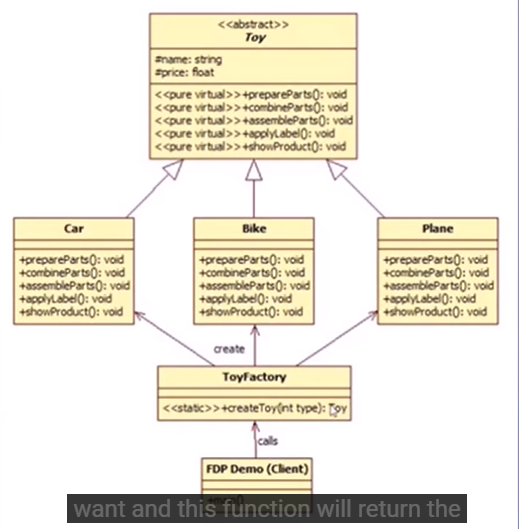 <<abstract>>
Toy
#name: string
#price: float
<<pure virtual>>+prepareParts(): void
<<pure virtual>>+combineParts(): void
<<pure virtual>>+assembleParts(): void
<<pure virtual>>+applyLabel(): void
<<pure virtual>>+showProduct(): void
Car
+prepareParts(): void
+combineParts(): void
+assembleParts(): void
+applyLabel(): void
+showProduct(): void
Bike
+prepareParts(): void
+combineParts(): void
+assembleParts(): void
+applyLabel(): void
+showProduct(): void
Plane
+prepareParts(): void
+combineParts(): void
+assembleParts(): void
+applyLabel(): void
+showProduct(): void
create
ToyFactory
<<static>>+createToy(int type): Toy
calls
FDP Demo (Client)
want and this function will return the